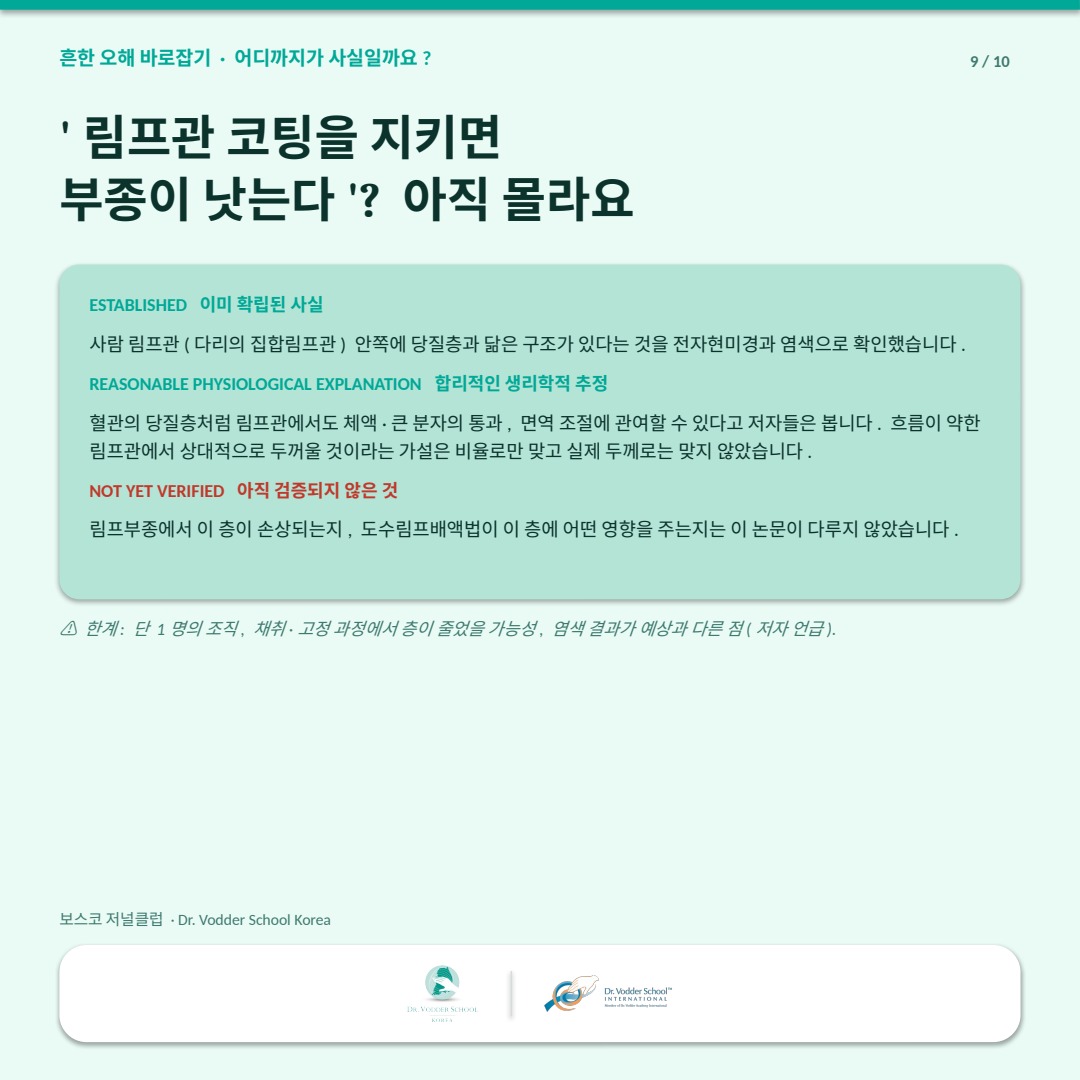 흔한 오해 바로잡기 · 어디까지가 사실일까요 ?
9 / 10
' 림프관 코팅을 지키면
부종이 낫는다 '? 아직 몰라요
ESTABLISHED 이미 확립된 사실
사람 림프관 ( 다리의 집합림프관 ) 안쪽에 당질층과 닮은 구조가 있다는 것을 전자현미경과 염색으로 확인했습니다 .
REASONABLE PHYSIOLOGICAL EXPLANATION 합리적인 생리학적 추정
혈관의 당질층처럼 림프관에서도 체액 · 큰 분자의 통과 , 면역 조절에 관여할 수 있다고 저자들은 봅니다 . 흐름이 약한
림프관에서 상대적으로 두꺼울 것이라는 가설은 비율로만 맞고 실제 두께로는 맞지 않았습니다 .
NOT YET VERIFIED 아직 검증되지 않은 것
림프부종에서 이 층이 손상되는지 , 도수림프배액법이 이 층에 어떤 영향을 주는지는 이 논문이 다루지 않았습니다 .
⚠ 한계 : 단 1 명의 조직 , 채취 · 고정 과정에서 층이 줄었을 가능성 , 염색 결과가 예상과 다른 점 ( 저자 언급 ).
보스코 저널클럽 · Dr. Vodder School Korea
DR. VODDER SCHOOL
KOREA
Dr. Vodder School™
INTERNATIONAL
Member of Dr. Vodder Academy International